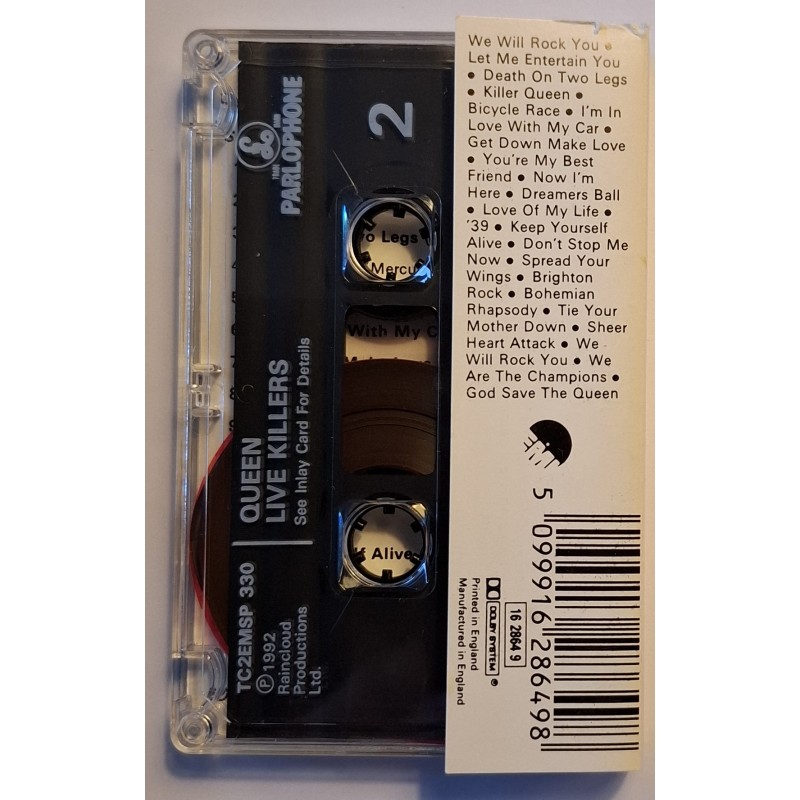 We Will Rock You •
Let Me Entertain You
• Death On Two Legs
• Killer Queen •
Bicycle Race • I'm In
Love With My Car •
Get Down Make Love
• You're My Best
Friend • Now I'm
Here • Dreamers Ball
• Love Of My Life •
'39 • Keep Yourself
Alive • Don't Stop Me
Now • Spread Your
Wings • Brighton
Rock • Bohemian
Rhapsody • Tie Your
Mother Down • Sheer
Heart Attack • We
Will Rock You • We
Are The Champions •
God Save The Queen
EMI
5 099916 286498
16 2864 9
DOLBY SYSTEM
Printed in England
Manufactured in England
PARLOPHONE
2
QUEEN
LIVE KILLERS
See Inlay Card For Details
TC2EMSP 330
℗ 1992
Raincloud
Productions
Ltd.
Legs
Mercu
With My C
Alive